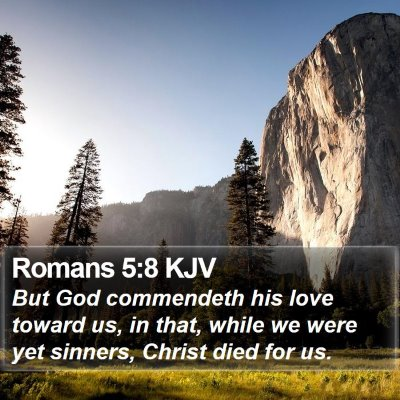 Romans 5:8 KJV
But God commendeth his love
toward us, in that, while we were
yet sinners, Christ died for us.